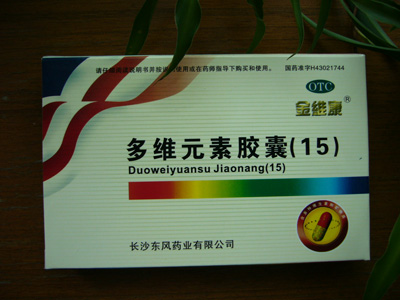 请仔细阅读说明书并按说明使用或在药师指导下购买和使用。
国药准字H43021744
OTC
金维康®
多维元素胶囊(15)
Duoweiyuansu Jiaonang(15)
长沙东风药业有限公司